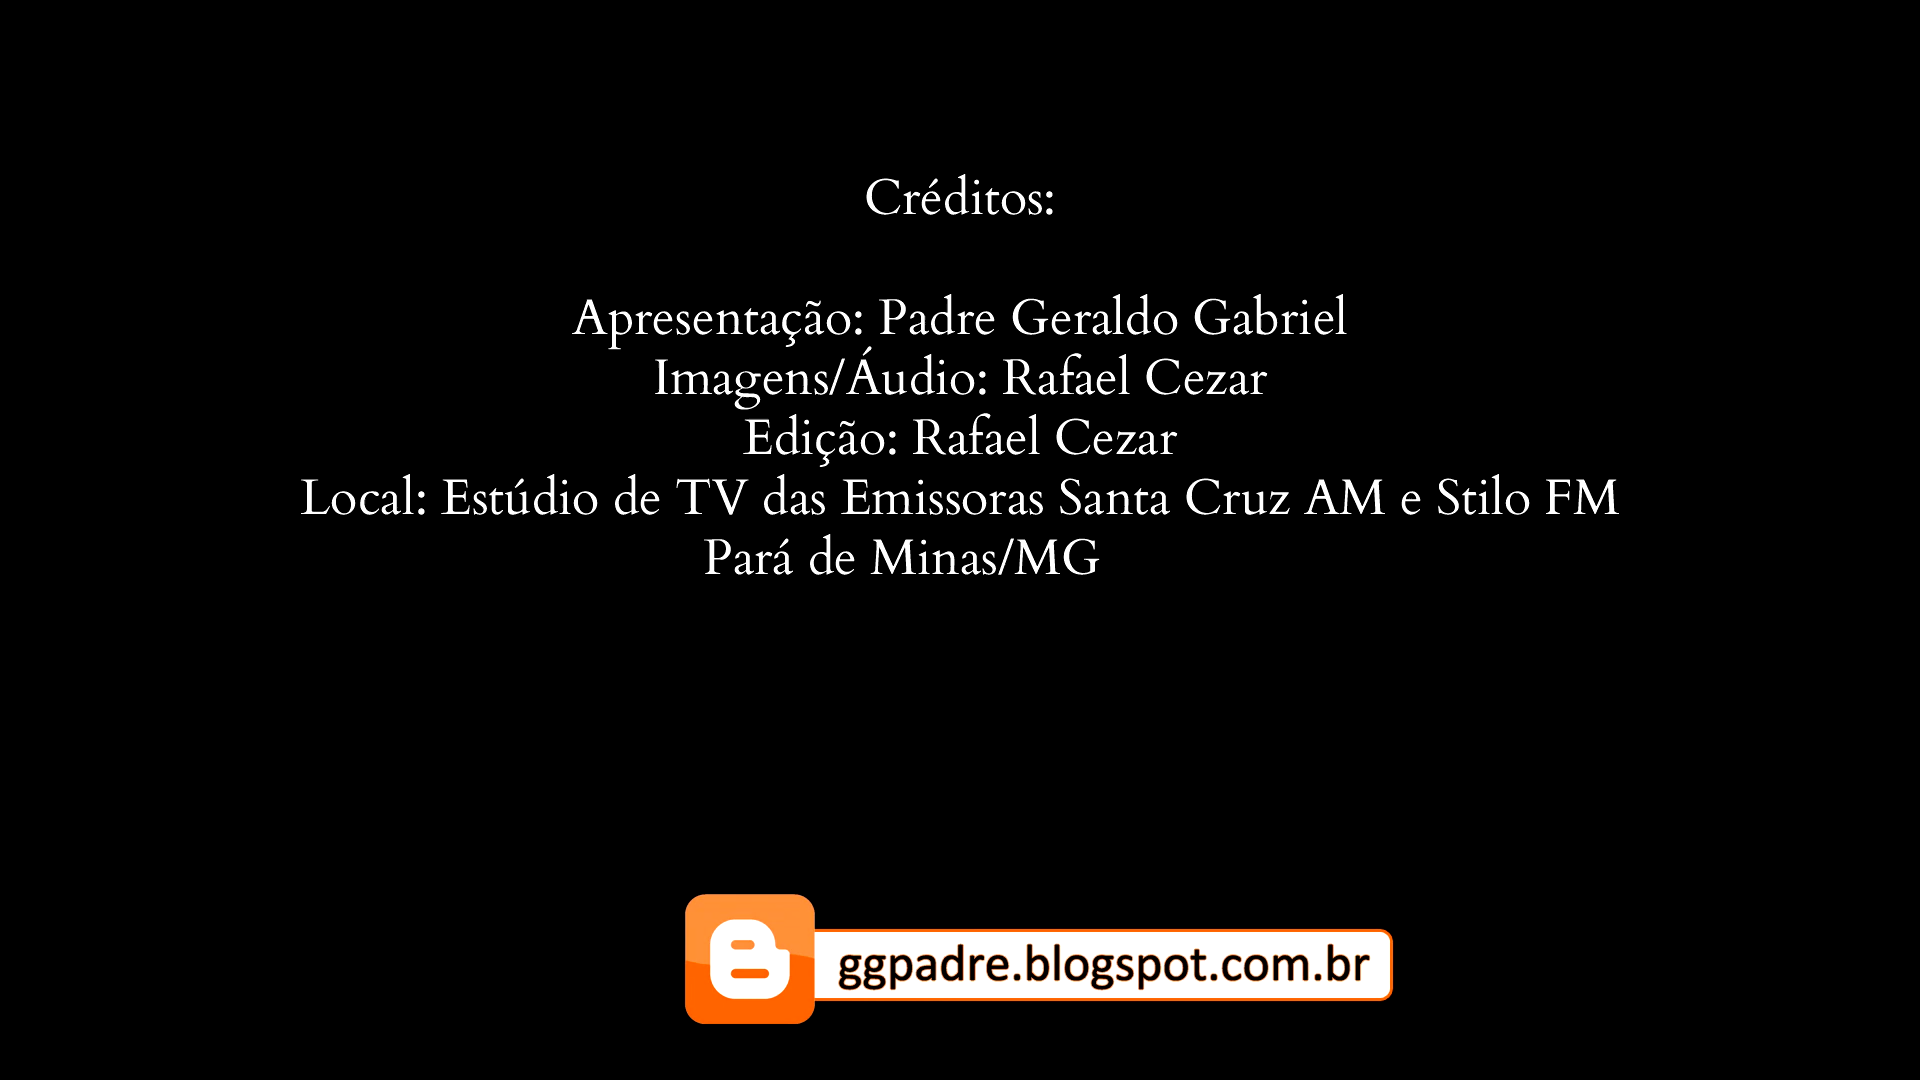 Créditos:
Apresentação: Padre Geraldo Gabriel
Imagens/Áudio: Rafael Cezar
Edição: Rafael Cezar
Local: Estúdio de TV das Emissoras Santa Cruz AM e Stilo FM
Pará de Minas/MG
ggpadre.blogspot.com.br